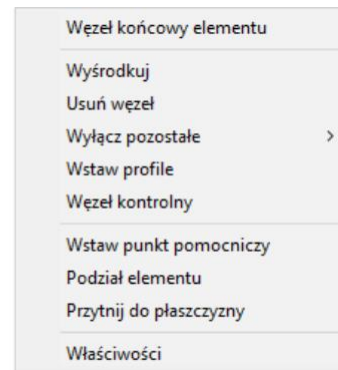 Węzeł końcowy elementu
Wyśrodkuj
Usuń węzeł
Wyłącz pozostałe
Wstaw profile
Węzeł kontrolny
Wstaw punkt pomocniczy
Podział elementu
Przytnij do płaszczyzny
Właściwości